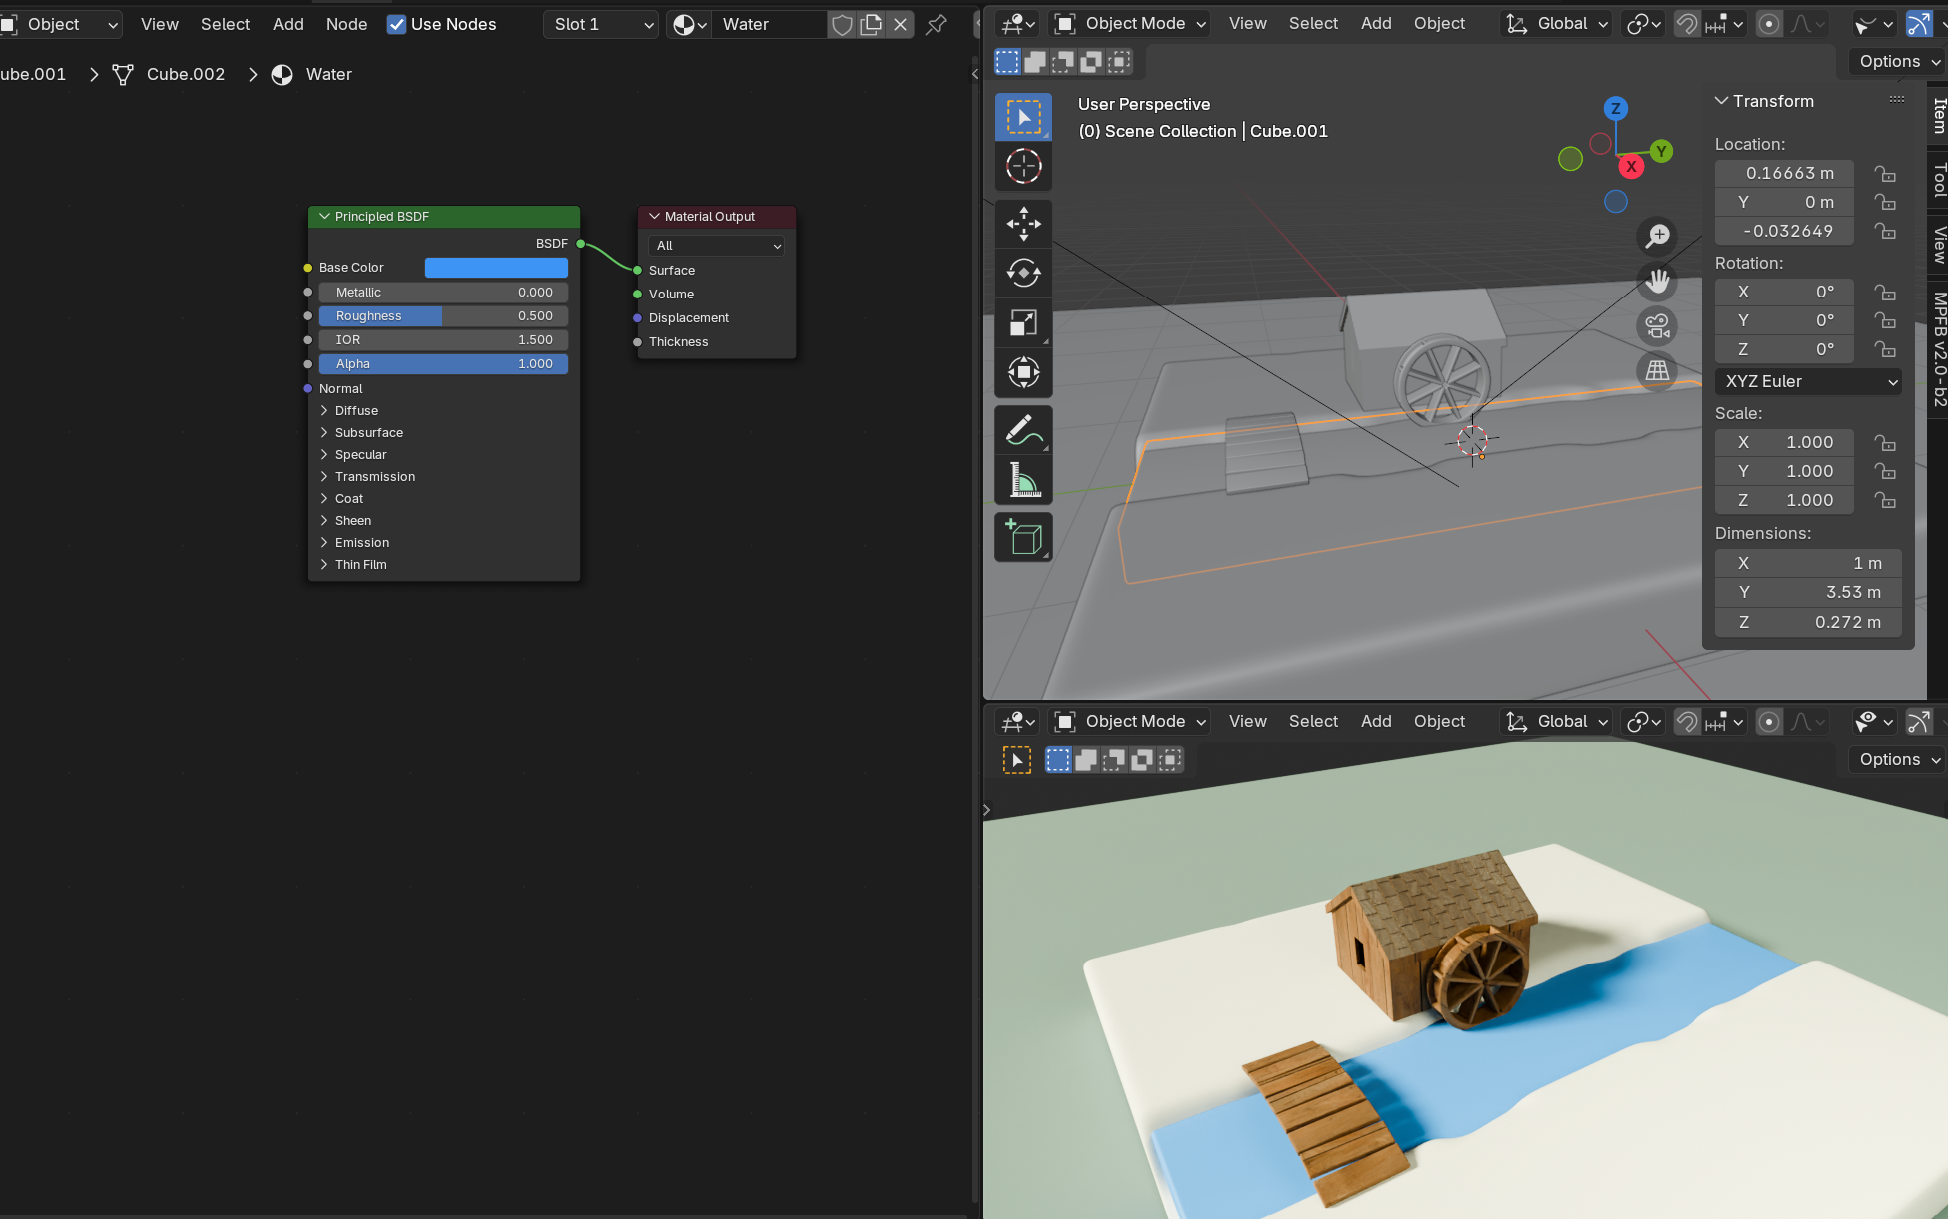 Object View Select Add Node Use Nodes Slot 1 Water
ube.001 Cube.002 Water
Principled BSDF
BSDF
Base Color
Metallic 0.000
Roughness 0.500
IOR 1.500
Alpha 1.000
Normal
Diffuse
Subsurface
Specular
Transmission
Coat
Sheen
Emission
Thin Film
Material Output
All
Surface
Volume
Displacement
Thickness
Object Mode View Select Add Object Global
Options
User Perspective
(0) Scene Collection | Cube.001
Z
Y
X
Transform
Location:
0.16663 m
Y 0 m
-0.032649
Rotation:
X 0°
Y 0°
Z 0°
XYZ Euler
Scale:
X 1.000
Y 1.000
Z 1.000
Dimensions:
X 1 m
Y 3.53 m
Z 0.272 m
Item
Tool
View
MPFB v2.0-b2
Object Mode View Select Add Object Global
Options